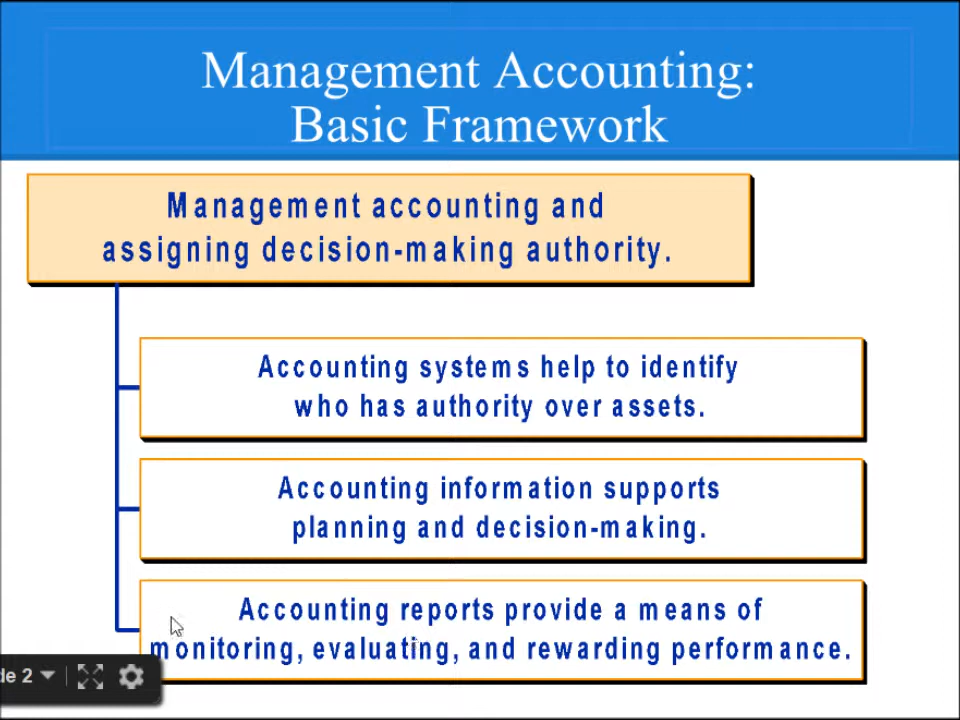 Management Accounting:
Basic Framework
Management accounting and
assigning decision-making authority.
Accounting systems help to identify
who has authority over assets.
Accounting information supports
planning and decision-making.
Accounting reports provide a means of
monitoring, evaluating, and rewarding performance.
de 2